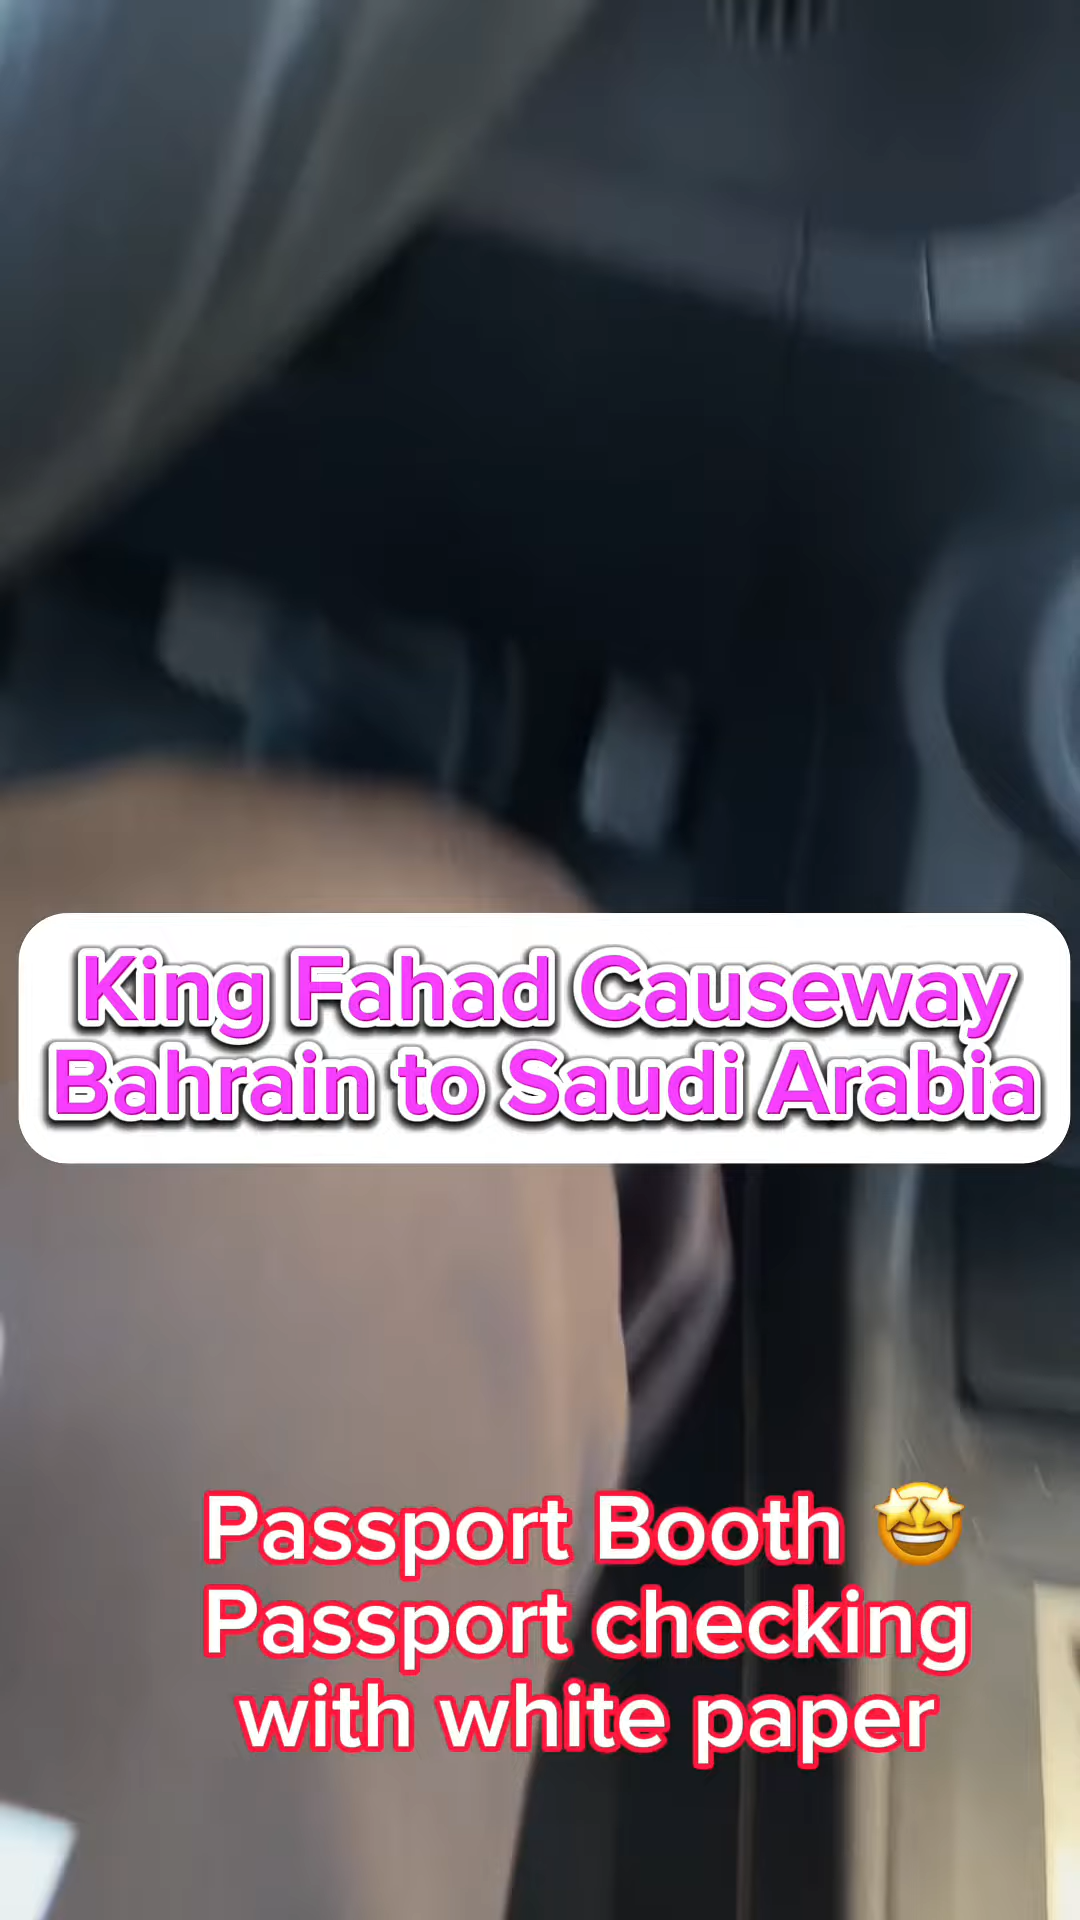 King Fahad Causeway
Bahrain to Saudi Arabia
Passport Booth 🤩
Passport checking
with white paper